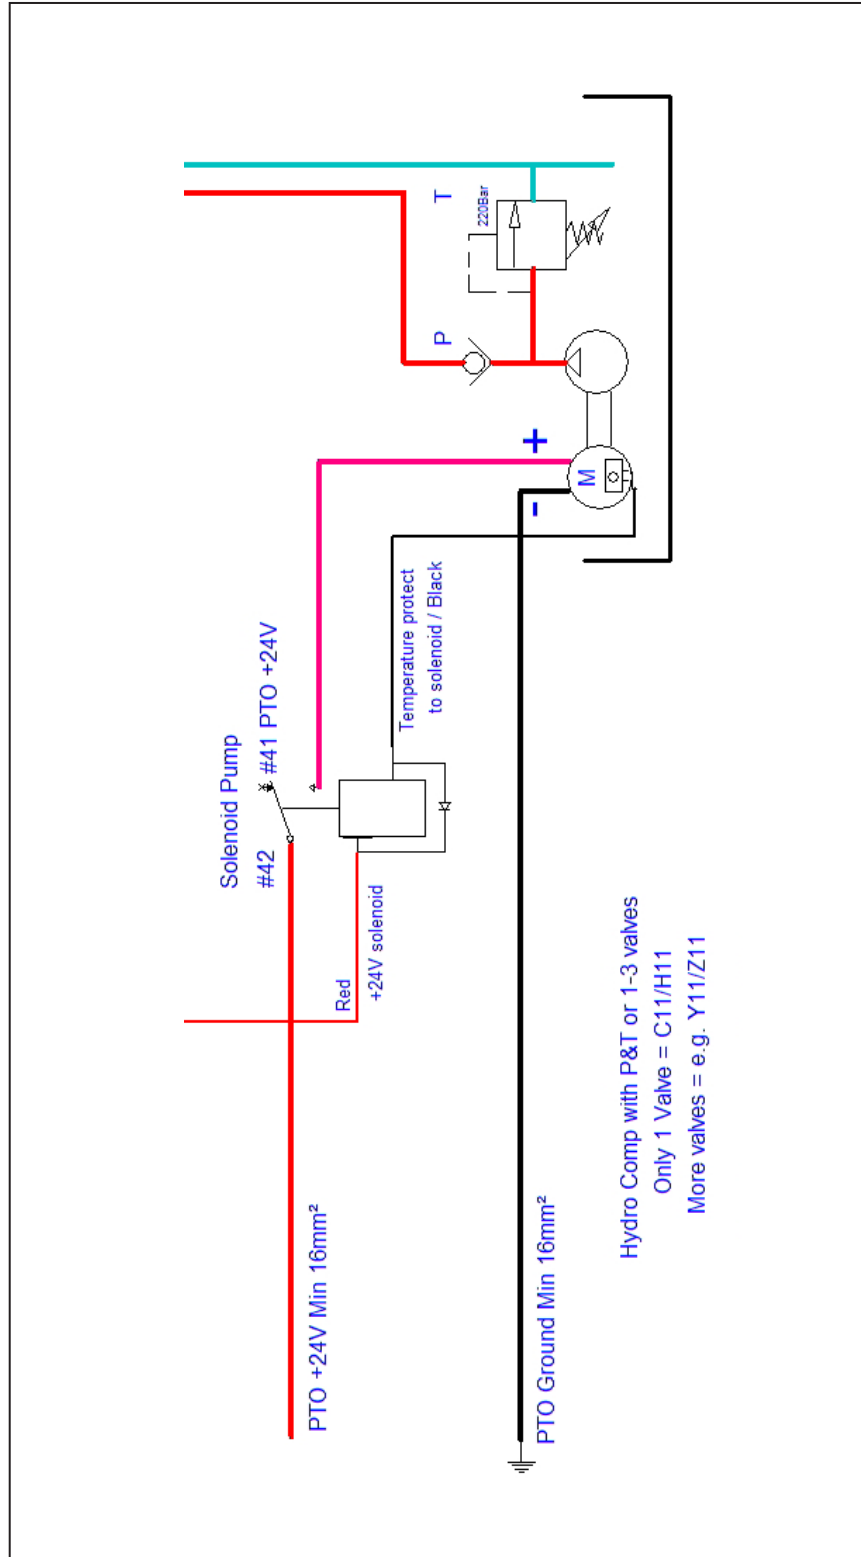 Solenoid Pump
#42
#41 PTO +24V
Red
+24V solenoid
Temperature protect
to solenoid / Black
P
T
220Bar
+
-
M
PTO +24V Min 16mm²
PTO Ground Min 16mm²
Hydro Comp with P&T or 1-3 valves
Only 1 Valve = C11/H11
More valves = e.g. Y11/Z11